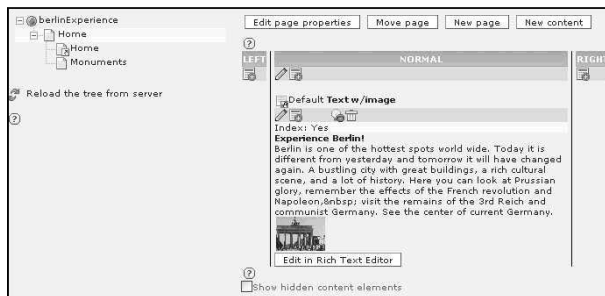 berlinExperience
Home
Home
Monuments
Reload the tree from server
Edit page properties
Move page
New page
New content
LEFT
NORMAL
RIGHT
Default Text w/image
Index: Yes
Experience Berlin!
Berlin is one of the hottest spots world wide. Today it is
different from yesterday and tomorrow it will have changed
again. A bustling city with great buildings, a rich cultural
scene, and a lot of history. Here you can look at Prussian
glory, remember the effects of the French revolution and
Napoleon,&nbsp; visit the remains of the 3rd Reich and
communist Germany. See the center of current Germany.
Edit in Rich Text Editor
Show hidden content elements